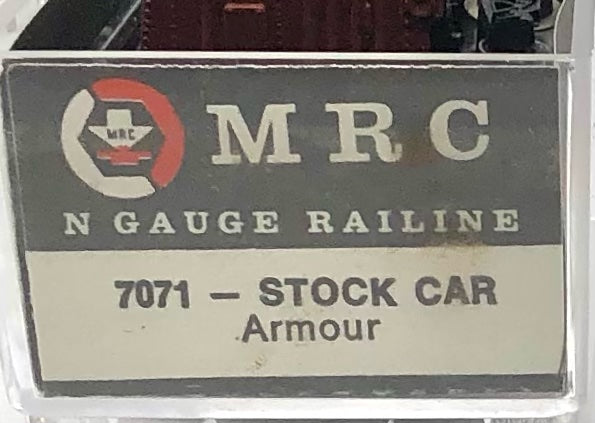 MRC
MRC
N GAUGE RAILINE
7071 — STOCK CAR
Armour